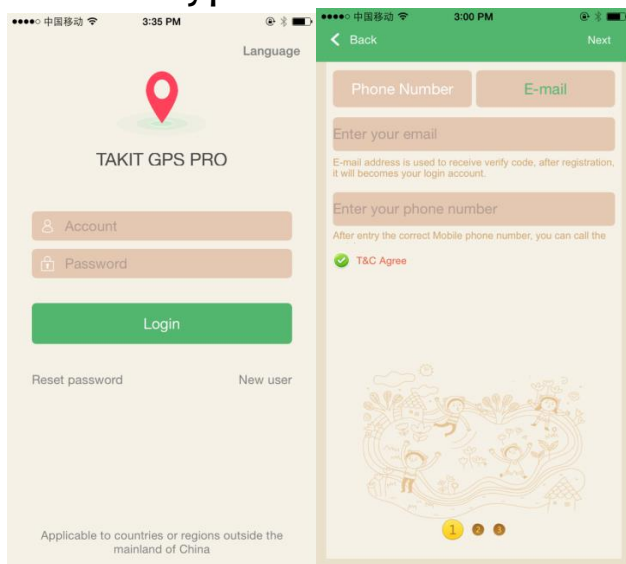 中国移动 3:35 PM
Language
TAKIT GPS PRO
Account
Password
Login
Reset password New user
Applicable to countries or regions outside the
mainland of China
中国移动 3:00 PM
Back Next
Phone Number E-mail
Enter your email
E-mail address is used to receive verify code, after registration,
it will becomes your login account.
Enter your phone number
After entry the correct Mobile phone number, you can call the
T&C Agree
1 2 3